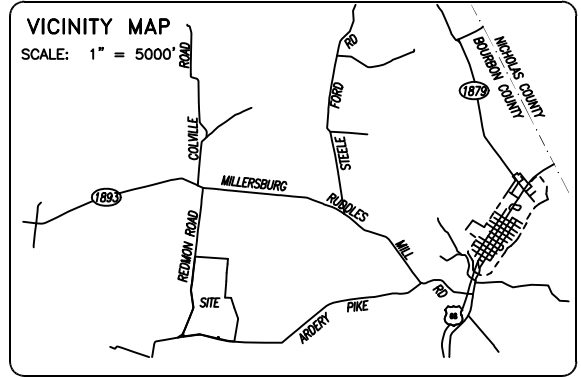 VICINITY MAP
SCALE: 1" = 5000'
ROAD
COLVILLE
RD
FORD
STEELE
1879
NICHOLAS COUNTY
BOURBON COUNTY
1893
MILLERSBURG
RUDDLES
MILL
RD
REDMON ROAD
SITE
ARDERY
PIKE
68